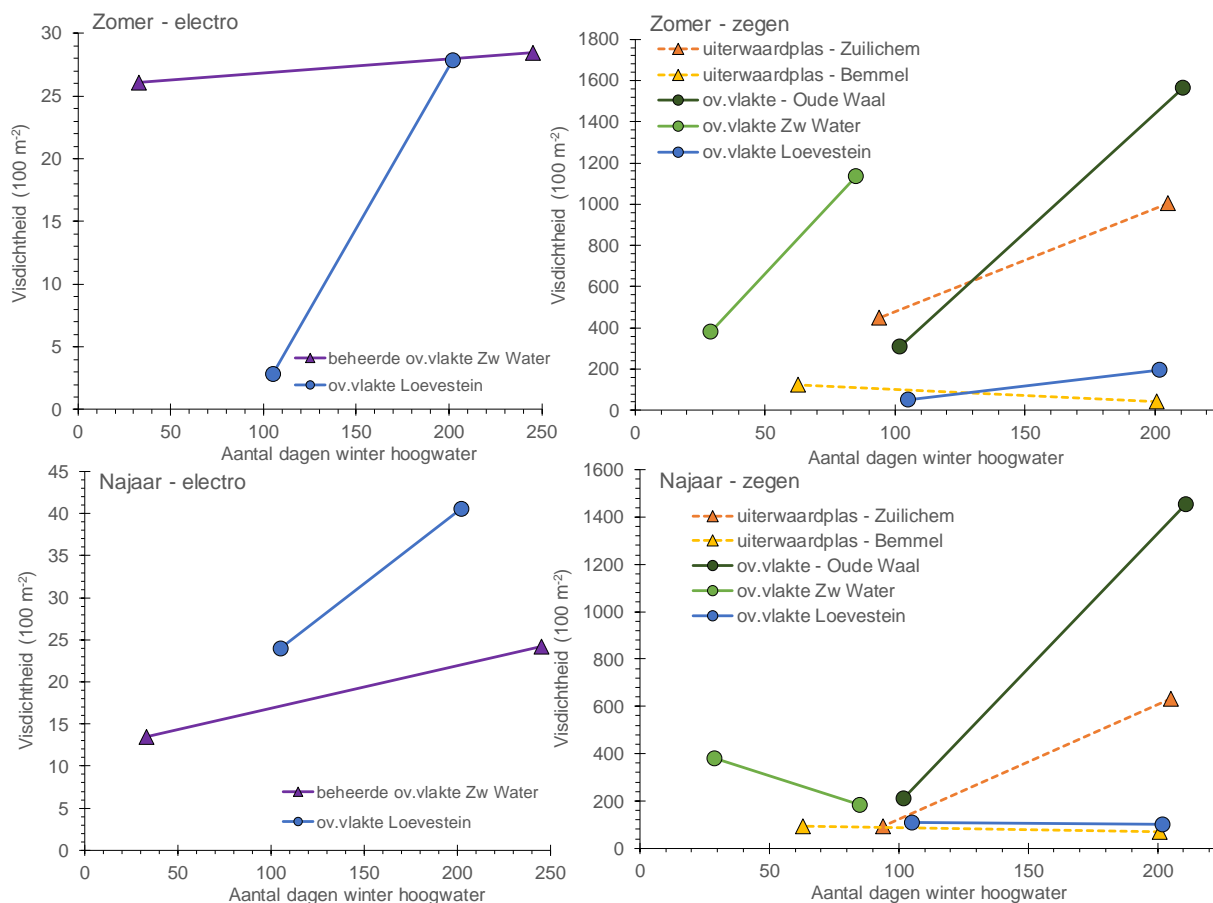 Zomer - electro
30
25
20
15
10
5
0
0
50
100
150
200
250
Visdichtheid (100 m-2)
Aantal dagen winter hoogwater
beheerde ov.vlakte Zw Water
ov.vlakte Loevestein
Zomer - zegen
1800
1600
1400
1200
1000
800
600
400
200
0
0
50
100
150
200
Visdichtheid (100 m-2)
Aantal dagen winter hoogwater
uiterwaardplas - Zuilichem
uiterwaardplas - Bemmel
ov.vlakte - Oude Waal
ov.vlakte Zw Water
ov.vlakte Loevestein
Najaar - electro
45
40
35
30
25
20
15
10
5
0
0
50
100
150
200
250
Visdichtheid (100 m-2)
Aantal dagen winter hoogwater
beheerde ov.vlakte Zw Water
ov.vlakte Loevestein
Najaar - zegen
1600
1400
1200
1000
800
600
400
200
0
0
50
100
150
200
Visdichtheid (100 m-2)
Aantal dagen winter hoogwater
uiterwaardplas - Zuilichem
uiterwaardplas - Bemmel
ov.vlakte - Oude Waal
ov.vlakte Zw Water
ov.vlakte Loevestein